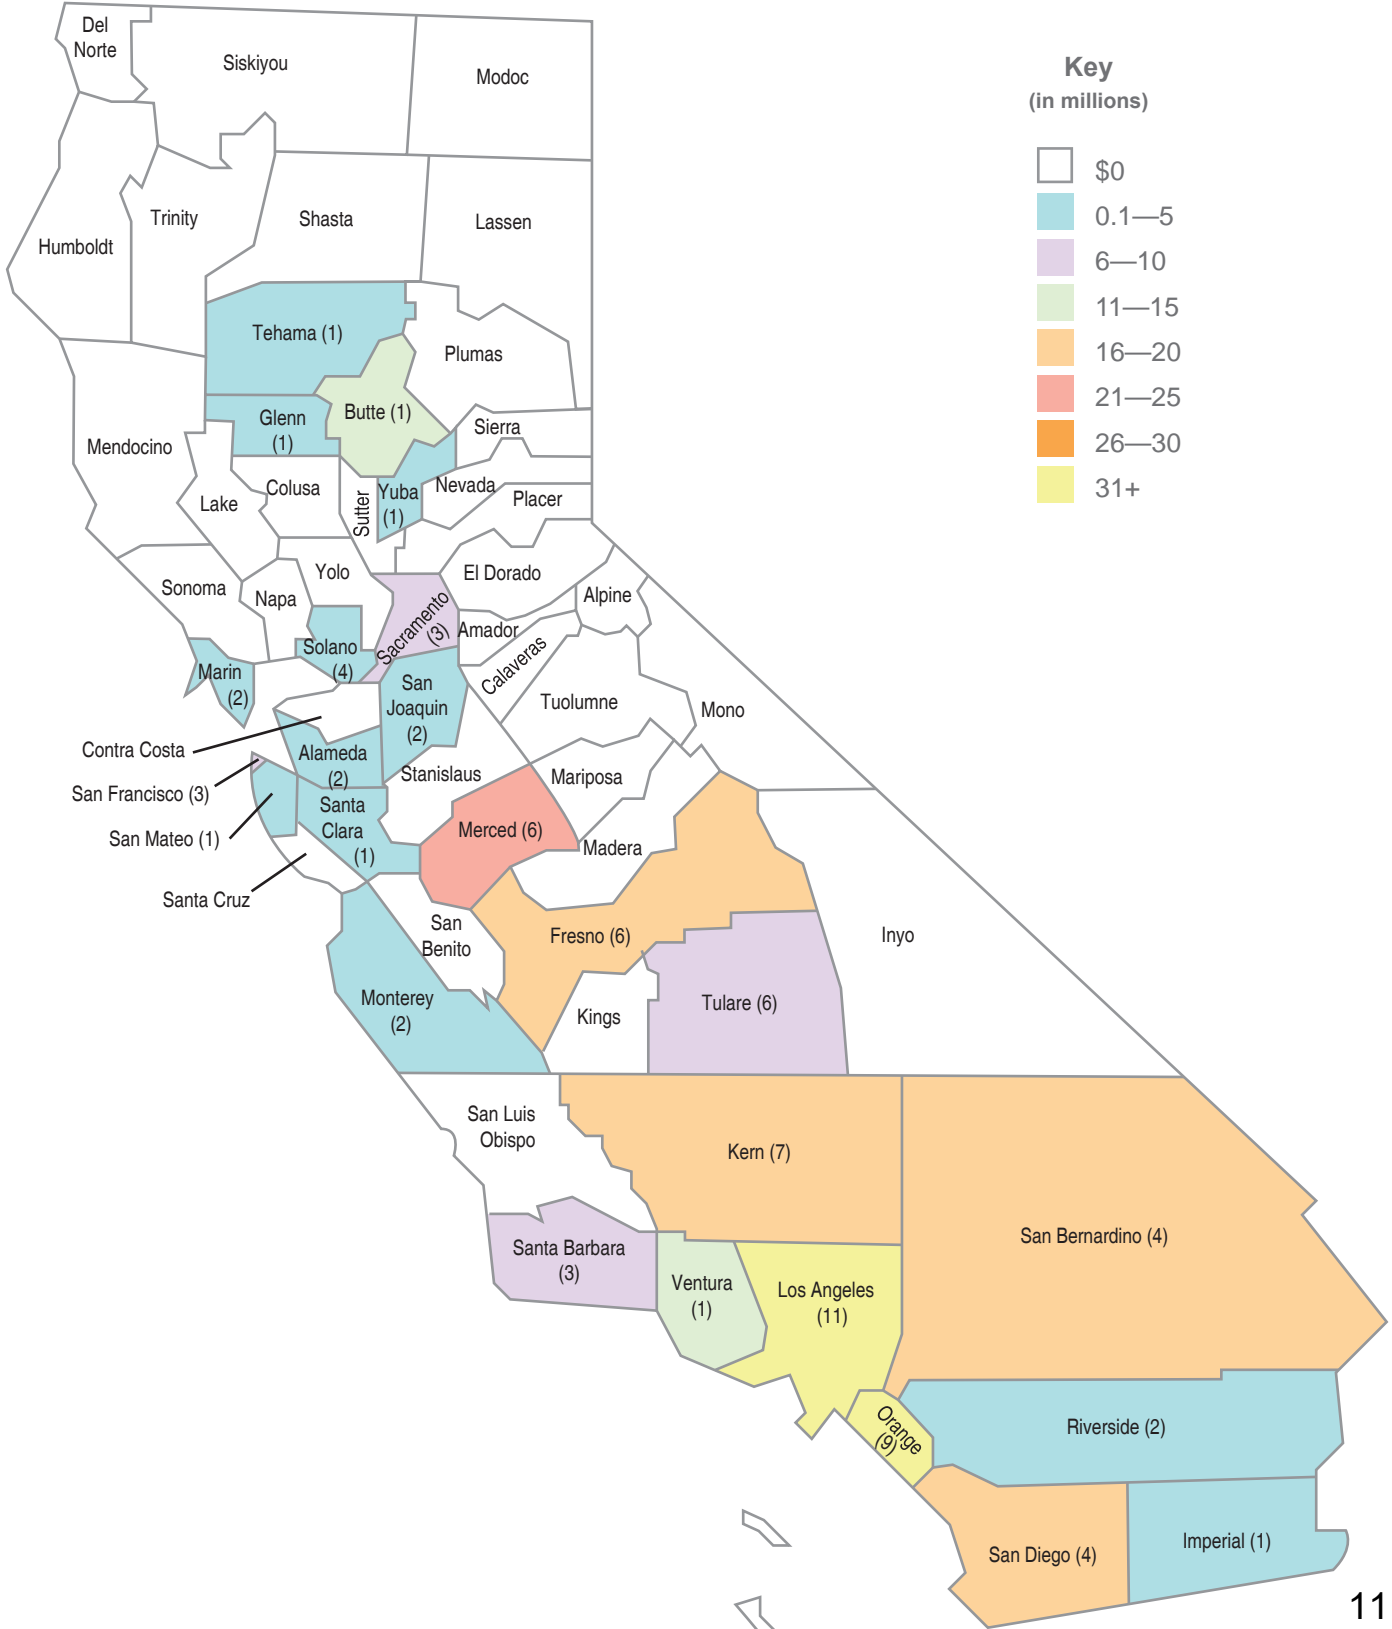 Del
Norte
Siskiyou
Modoc
Key
(in millions)
$0
0.1—5
6—10
11—15
16—20
21—25
26—30
31+
Humboldt
Trinity
Shasta
Lassen
Tehama (1)
Plumas
Glenn
(1)
Butte (1)
Mendocino
Sierra
Lake
Colusa
Sutter
Yuba
(1)
Nevada
Placer
Sonoma
Napa
Yolo
El Dorado
Alpine
Sacramento
(3)
Amador
Calaveras
Marin
(2)
Solano
(4)
San
Joaquin
(2)
Tuolumne
Mono
Contra Costa
Alameda
(2)
Stanislaus
Mariposa
San Francisco (3)
San Mateo (1)
Santa
Clara
(1)
Merced (6)
Madera
Santa Cruz
San
Benito
Fresno (6)
Inyo
Monterey
(2)
Kings
Tulare (6)
San Luis
Obispo
Kern (7)
San Bernardino (4)
Santa Barbara
(3)
Ventura
(1)
Los Angeles
(11)
Orange
(9)
Riverside (2)
San Diego (4)
Imperial (1)
11